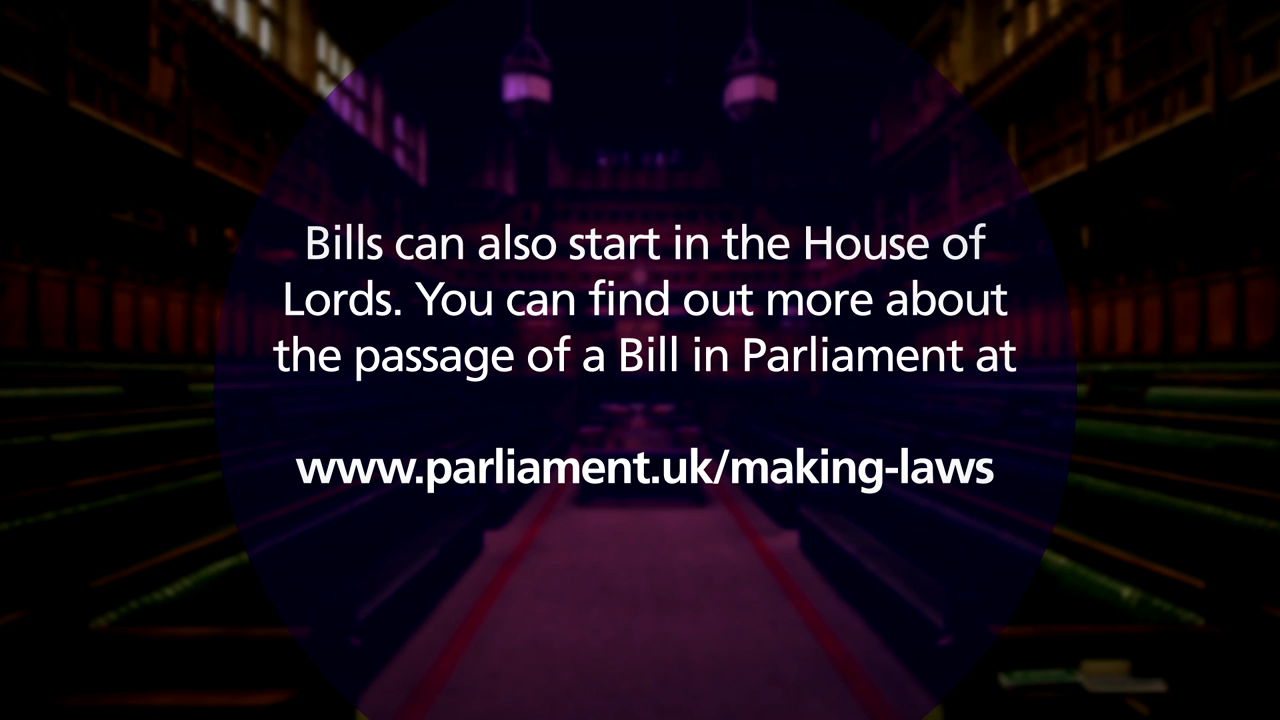 Bills can also start in the House of
Lords. You can find out more about
the passage of a Bill in Parliament at
www.parliament.uk/making-laws